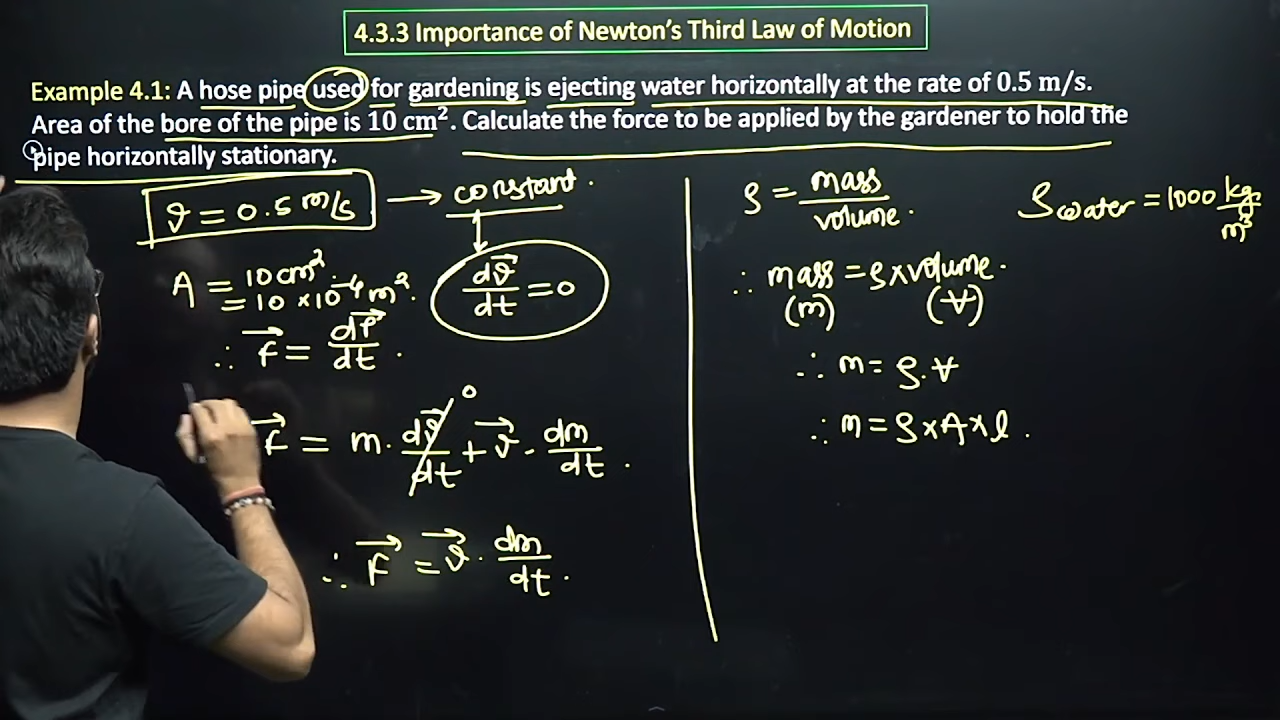 4.3.3 Importance of Newton's Third Law of Motion
Example 4.1: A hose pipe used for gardening is ejecting water horizontally at the rate of 0.5 m/s.
Area of the bore of the pipe is 10 cm². Calculate the force to be applied by the gardener to hold the
pipe horizontally stationary.
v = 0.5 m/s → constant.
A = 10 cm².
= 10 × 10⁻⁴ m².
dv⃗/dt = 0
∴ F⃗ = dP⃗/dt.
F⃗ = m · dv⃗/dt⁰ + v⃗ · dm/dt.
∴ F⃗ = v⃗ · dm/dt.
ρ = mass/volume.
ρwater = 1000 kg/m³
∴ mass = ρ × volume.
(m) (V)
∴ m = ρ.V
∴ m = ρ × A × l.